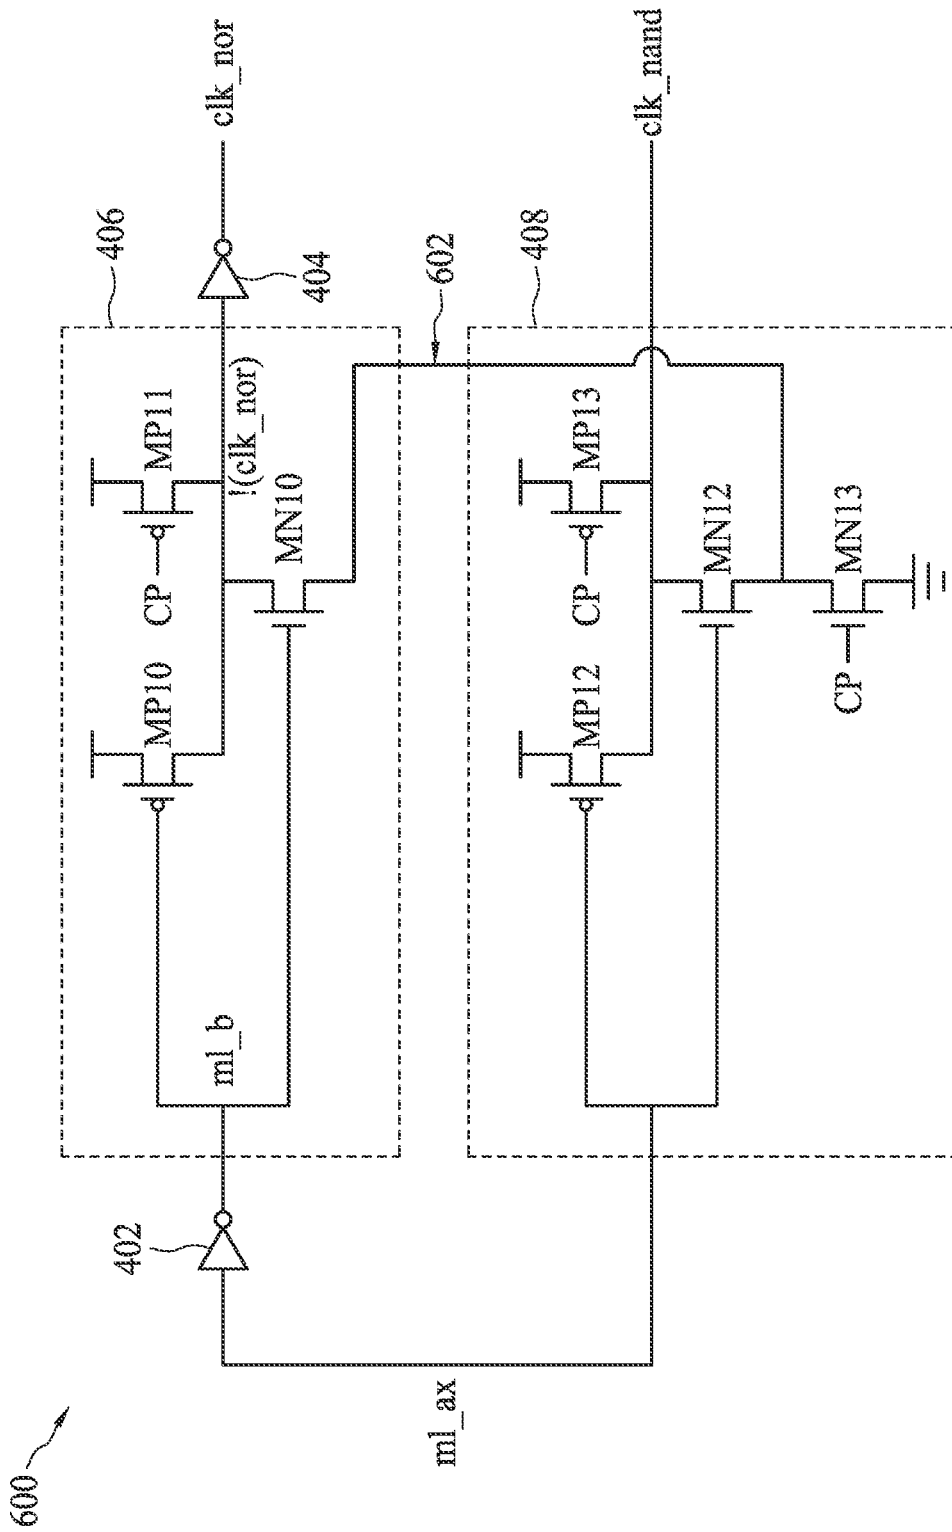 600
ml_ax
402
ml_b
406
MP10
CP
MP11
!(clk_nor)
MN10
404
clk_nor
602
408
MP12
CP
MP13
MN12
CP
MN13
clk_nand